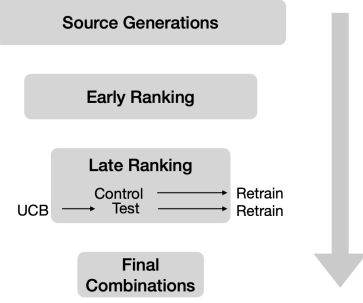 Source Generations
Early Ranking
Late Ranking
Control Retrain
UCB Test Retrain
Final
Combinations